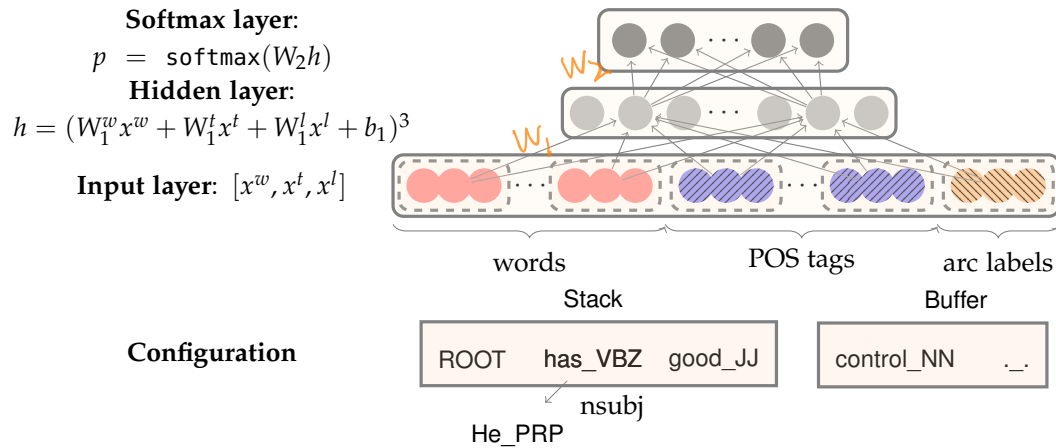 Softmax layer:
p = softmax(W₂h)
W₂
Hidden layer:
h = (W₁ʷxʷ + W₁ᵗxᵗ + W₁ˡxˡ + b₁)³
W₁
Input layer: [xʷ, xᵗ, xˡ]
words POS tags arc labels
Stack Buffer
Configuration ROOT has_VBZ good_JJ control_NN ._.
nsubj
He_PRP